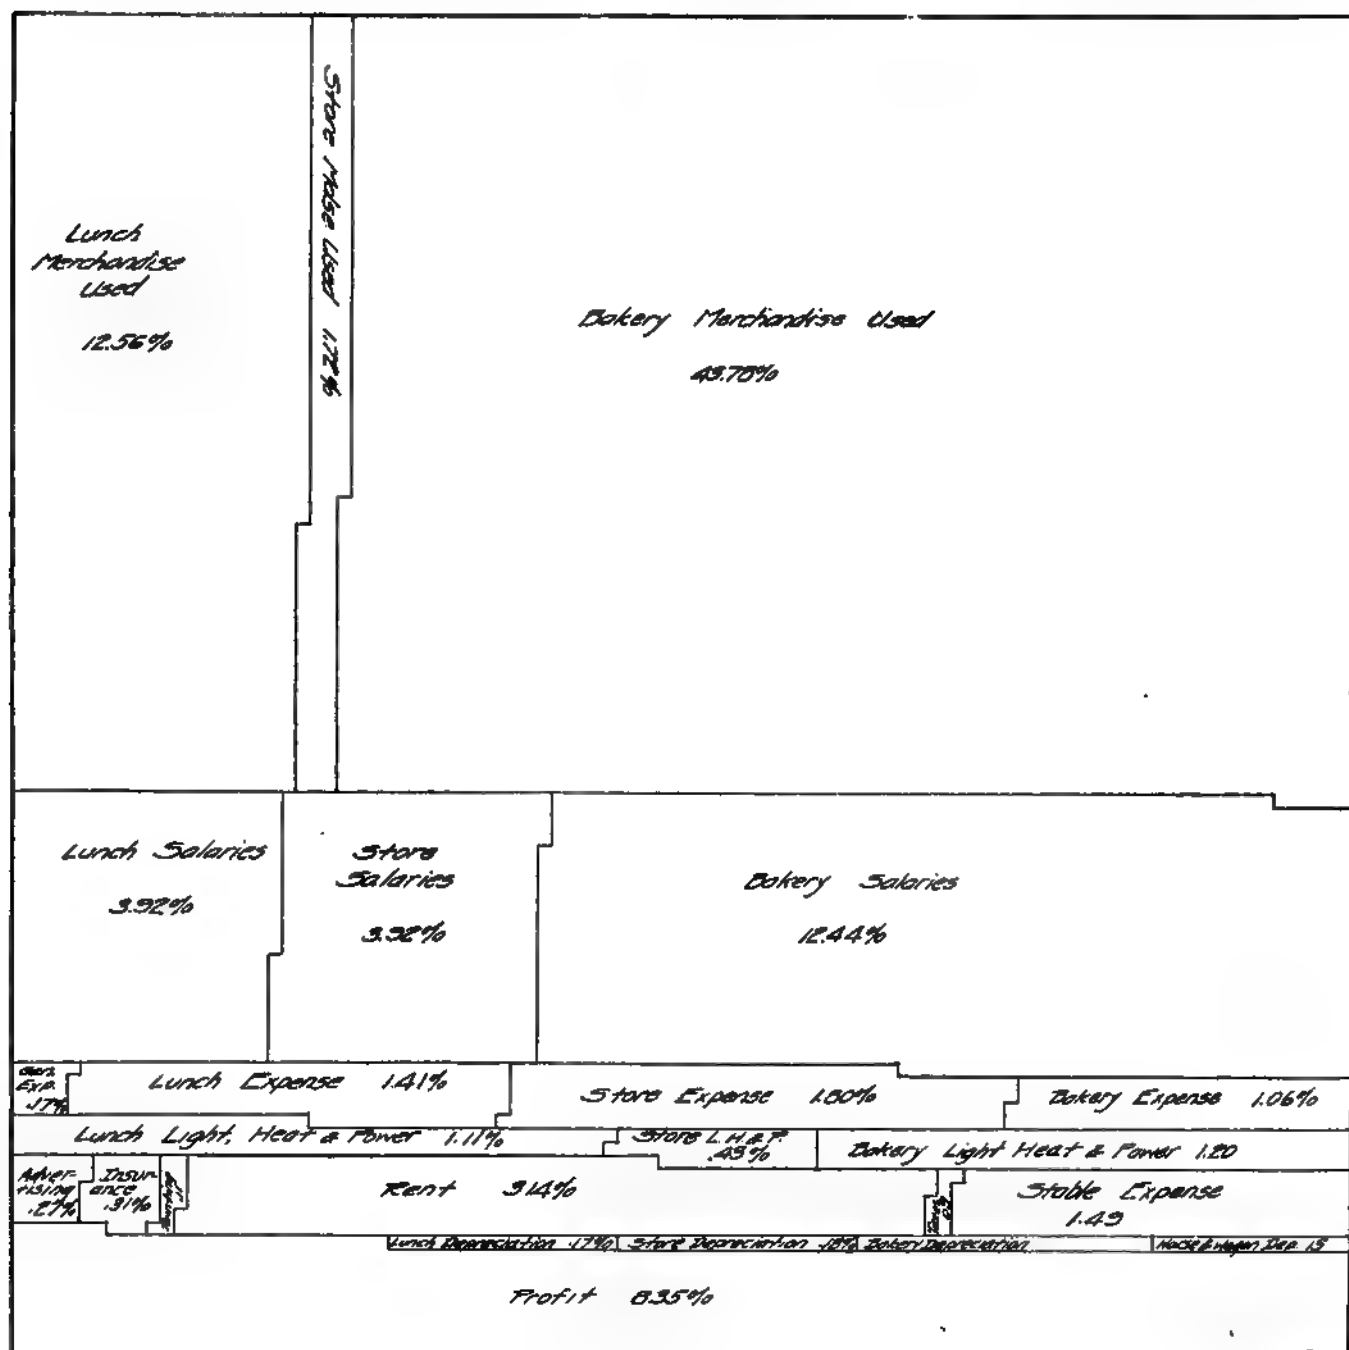 Lunch
Merchandise
Used
12.56%
Store Mdse. Used 1.72%
Bakery Merchandise Used
43.78%
Lunch Salaries
3.92%
Store
Salaries
3.92%
Bakery Salaries
12.44%
Gen'l
Exp.
.17%
Lunch Expense 1.41%
Store Expense 1.80%
Bakery Expense 1.06%
Lunch Light, Heat & Power 1.11%
Store L.H.&P.
.43%
Bakery Light Heat & Power 1.20
Adver-
tising
.27%
Insur-
ance
.31%
Rent 3.14%
Stable Expense
1.49
Lunch Depreciation .17%
Store Depreciation .18%
Bakery Depreciation
Horse & Wagon Dep. .15
Profit 8.35%